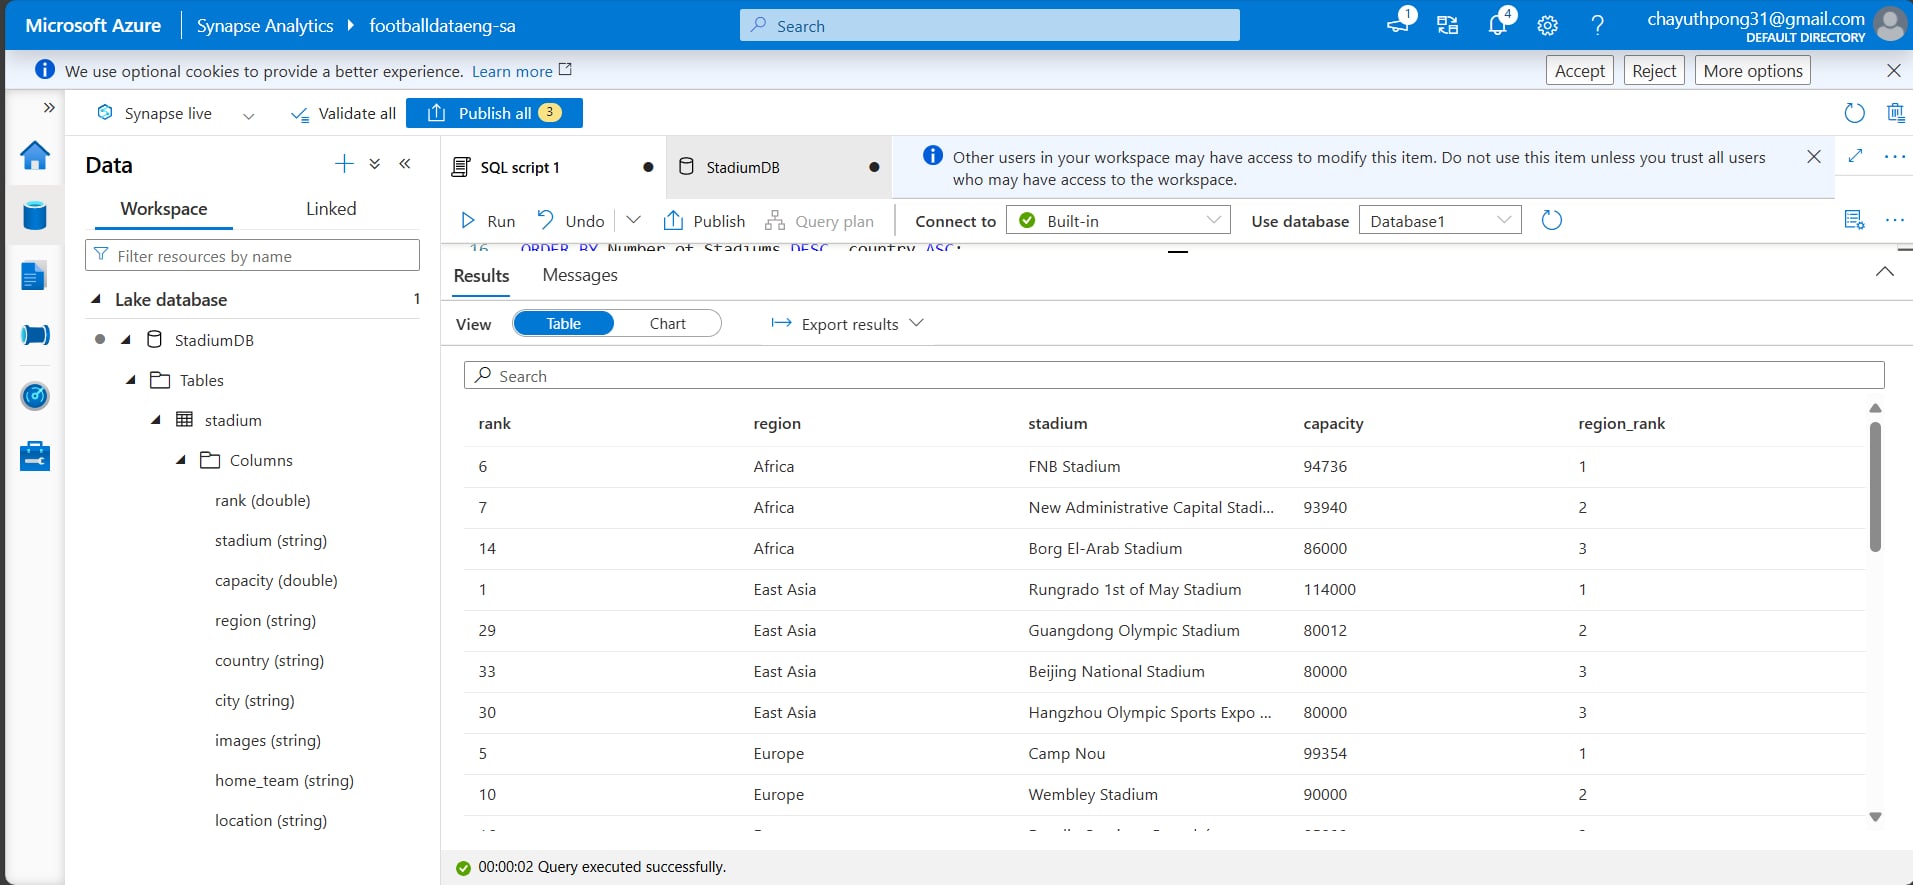 Microsoft Azure
Synapse Analytics
footballdataeng-sa
Search
1
4
chayuthpong31@gmail.com
DEFAULT DIRECTORY
We use optional cookies to provide a better experience. Learn more
Accept
Reject
More options
Synapse live
Validate all
Publish all 3
Data
Workspace
Linked
Filter resources by name
Lake database 1
StadiumDB
Tables
stadium
Columns
rank (double)
stadium (string)
capacity (double)
region (string)
country (string)
city (string)
images (string)
home_team (string)
location (string)
SQL script 1
StadiumDB
Other users in your workspace may have access to modify this item. Do not use this item unless you trust all users
who may have access to the workspace.
Run
Undo
Publish
Query plan
Connect to
Built-in
Use database
Database1
16 ORDER BY Number_of_Stadiums DESC, country ASC;
Results
Messages
View
Table
Chart
Export results
Search
rank region stadium capacity region_rank
6 Africa FNB Stadium 94736 1
7 Africa New Administrative Capital Stadi... 93940 2
14 Africa Borg El-Arab Stadium 86000 3
1 East Asia Rungrado 1st of May Stadium 114000 1
29 East Asia Guangdong Olympic Stadium 80012 2
33 East Asia Beijing National Stadium 80000 3
30 East Asia Hangzhou Olympic Sports Expo ... 80000 3
5 Europe Camp Nou 99354 1
10 Europe Wembley Stadium 90000 2
00:00:02 Query executed successfully.